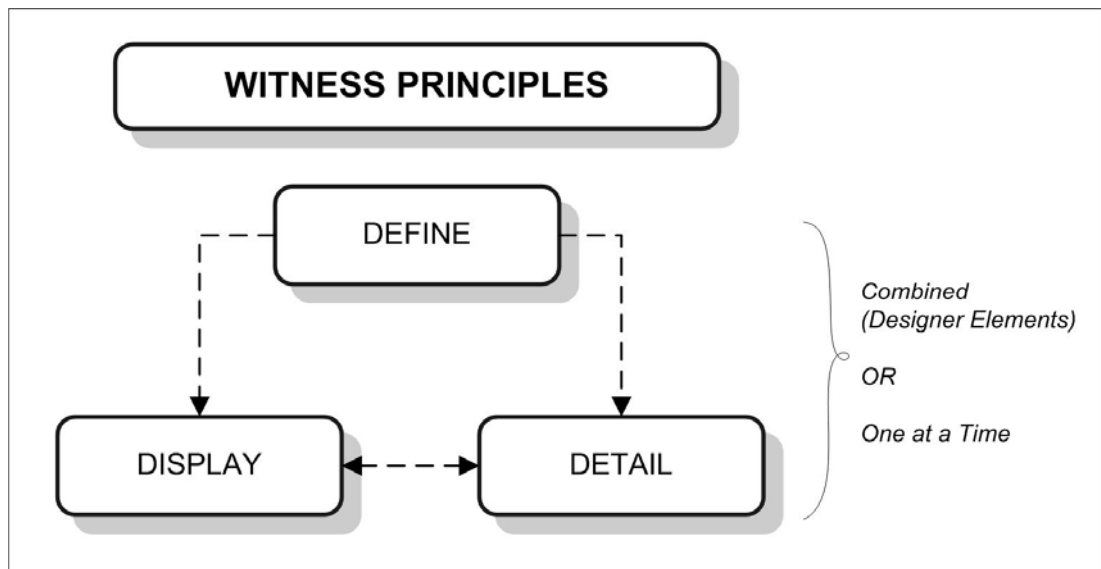 WITNESS PRINCIPLES
DEFINE
DISPLAY
DETAIL
Combined
(Designer Elements)
OR
One at a Time